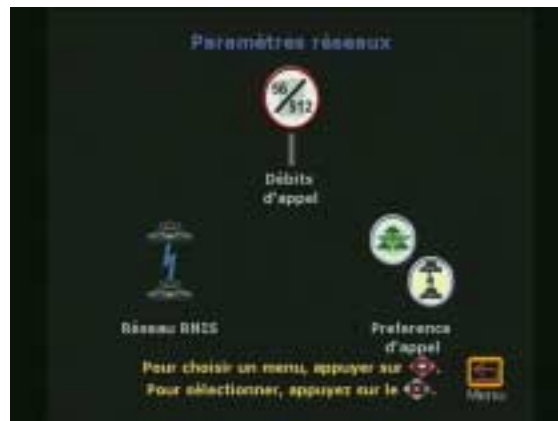 Paramètres réseaux
56/512
Débits
d'appel
Réseau RNIS
Preference
d'appel
Pour choisir un menu, appuyer sur
Pour sélectionner, appuyez sur le
Menu